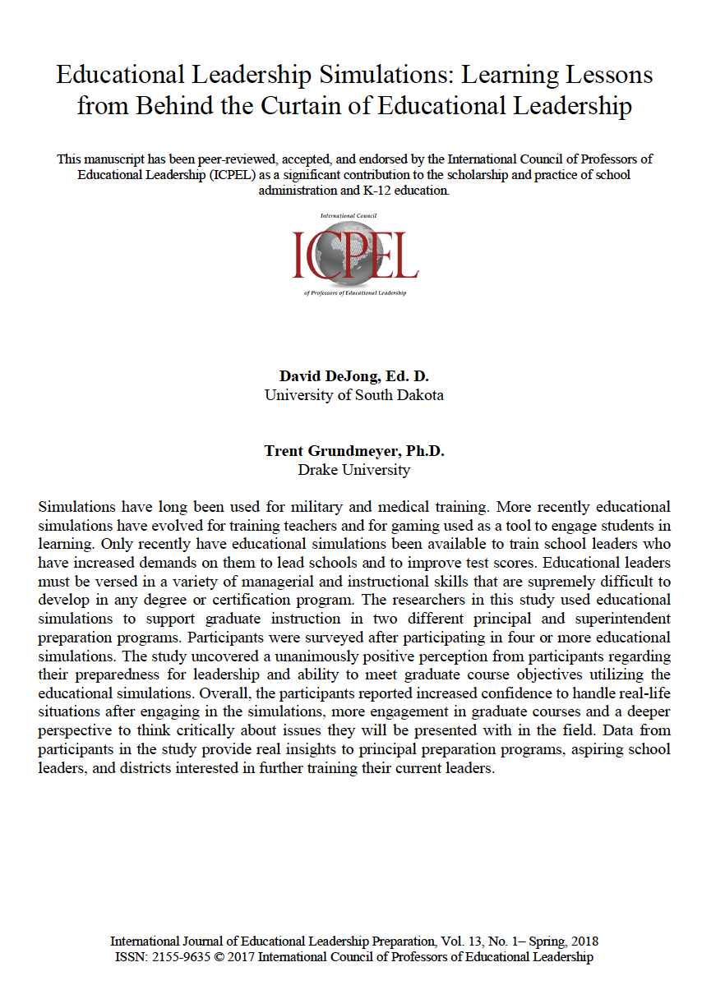 Educational Leadership Simulations: Learning Lessons
from Behind the Curtain of Educational Leadership
This manuscript has been peer-reviewed, accepted, and endorsed by the International Council of Professors of
Educational Leadership (ICPEL) as a significant contribution to the scholarship and practice of school
administration and K-12 education.
International Council
ICPEL
of Professors of Educational Leadership
David DeJong, Ed. D.
University of South Dakota
Trent Grundmeyer, Ph.D.
Drake University
Simulations have long been used for military and medical training. More recently educational
simulations have evolved for training teachers and for gaming used as a tool to engage students in
learning. Only recently have educational simulations been available to train school leaders who
have increased demands on them to lead schools and to improve test scores. Educational leaders
must be versed in a variety of managerial and instructional skills that are supremely difficult to
develop in any degree or certification program. The researchers in this study used educational
simulations to support graduate instruction in two different principal and superintendent
preparation programs. Participants were surveyed after participating in four or more educational
simulations. The study uncovered a unanimously positive perception from participants regarding
their preparedness for leadership and ability to meet graduate course objectives utilizing the
educational simulations. Overall, the participants reported increased confidence to handle real-life
situations after engaging in the simulations, more engagement in graduate courses and a deeper
perspective to think critically about issues they will be presented with in the field. Data from
participants in the study provide real insights to principal preparation programs, aspiring school
leaders, and districts interested in further training their current leaders.
International Journal of Educational Leadership Preparation, Vol. 13, No. 1– Spring, 2018
ISSN: 2155-9635 © 2017 International Council of Professors of Educational Leadership